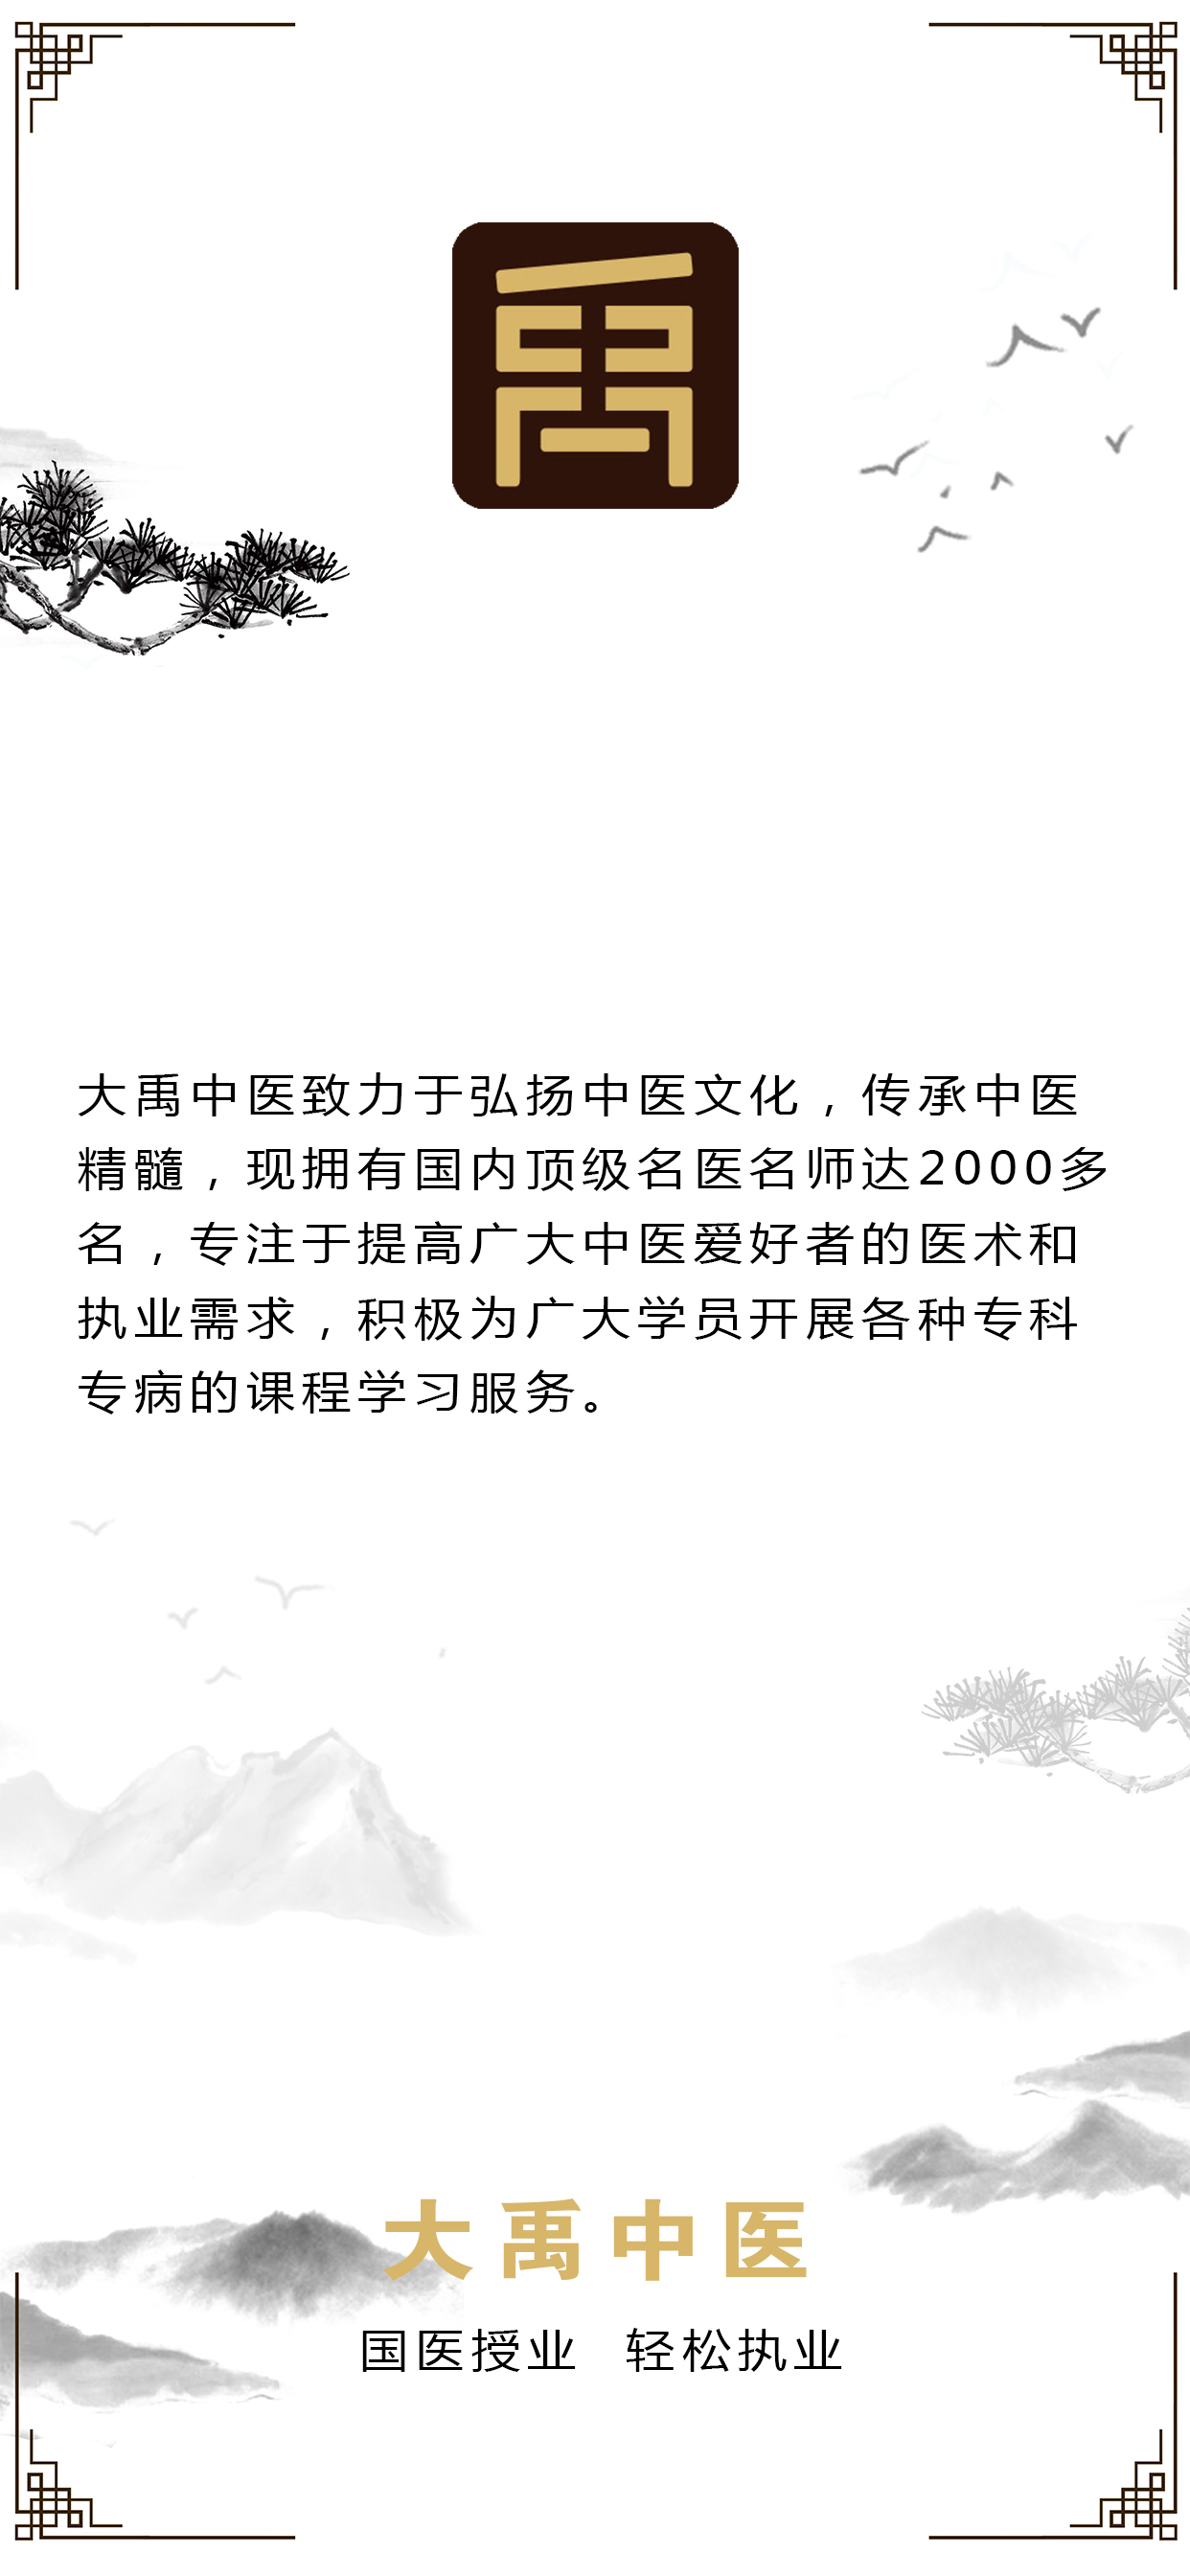 禹
大禹中医致力于弘扬中医文化，传承中医
精髓，现拥有国内顶级名医名师达2000多
名，专注于提高广大中医爱好者的医术和
执业需求，积极为广大学员开展各种专科
专病的课程学习服务。
大禹中医
国医授业 轻松执业